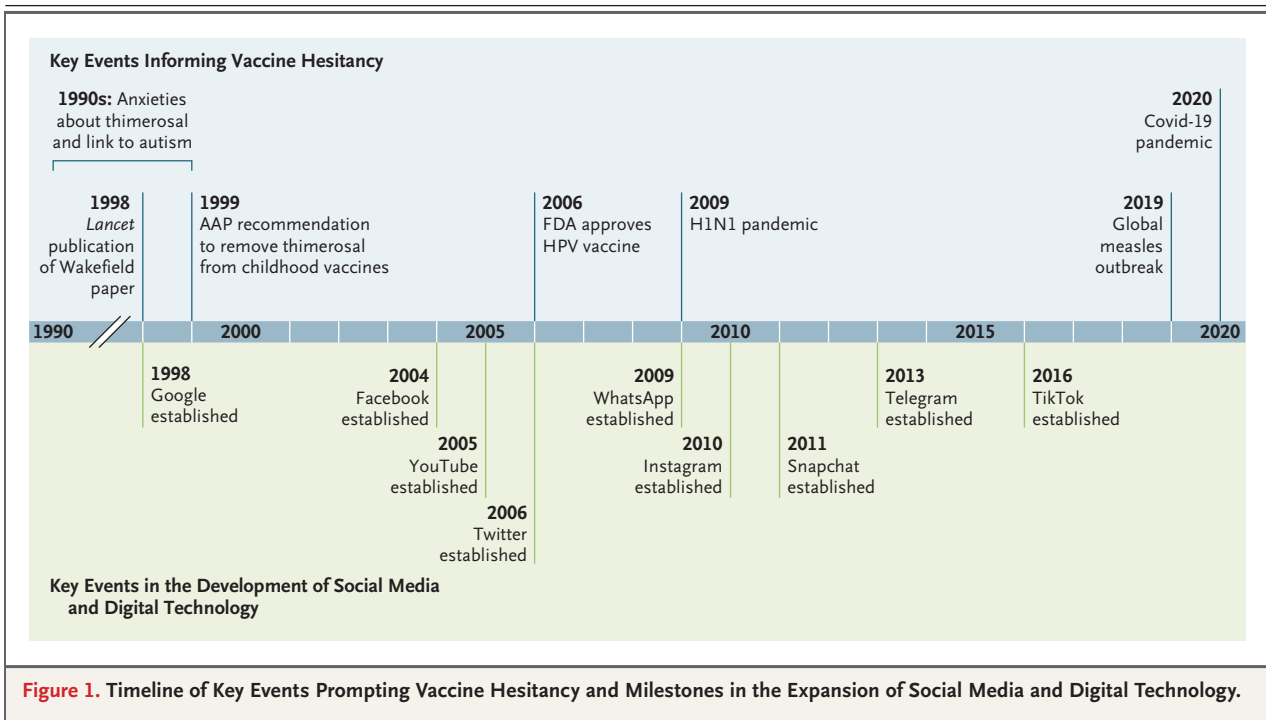 Key Events Informing Vaccine Hesitancy
1990s: Anxieties
about thimerosal
and link to autism
2020
Covid-19
pandemic
1998
Lancet
publication
of Wakefield
paper
1999
AAP recommendation
to remove thimerosal
from childhood vaccines
2006
FDA approves
HPV vaccine
2009
H1N1 pandemic
2019
Global
measles
outbreak
1990 2000 2005 2010 2015 2020
1998
Google
established
2004
Facebook
established
2005
YouTube
established
2006
Twitter
established
2009
WhatsApp
established
2010
Instagram
established
2011
Snapchat
established
2013
Telegram
established
2016
TikTok
established
Key Events in the Development of Social Media
and Digital Technology
Figure 1. Timeline of Key Events Prompting Vaccine Hesitancy and Milestones in the Expansion of Social Media and Digital Technology.